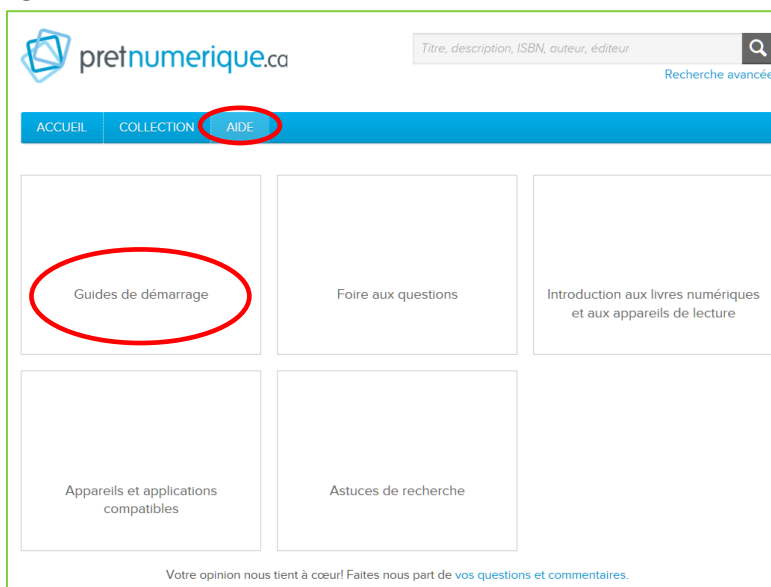 pretnumerique.ca
Titre, description, ISBN, auteur, éditeur
Recherche avancée
ACCUEIL COLLECTION AIDE
Guides de démarrage
Foire aux questions
Introduction aux livres numériques
et aux appareils de lecture
Appareils et applications
compatibles
Astuces de recherche
Votre opinion nous tient à cœur! Faites nous part de vos questions et commentaires.